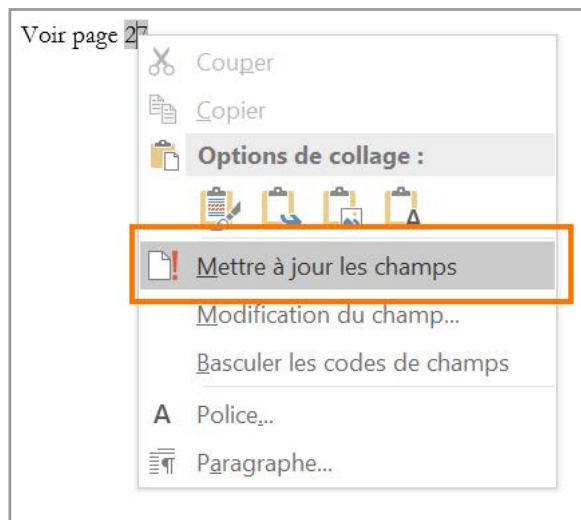 Voir page 27
Couper
Copier
Options de collage :
A
Mettre à jour les champs
Modification du champ...
Basculer les codes de champs
A Police...
Paragraphe...